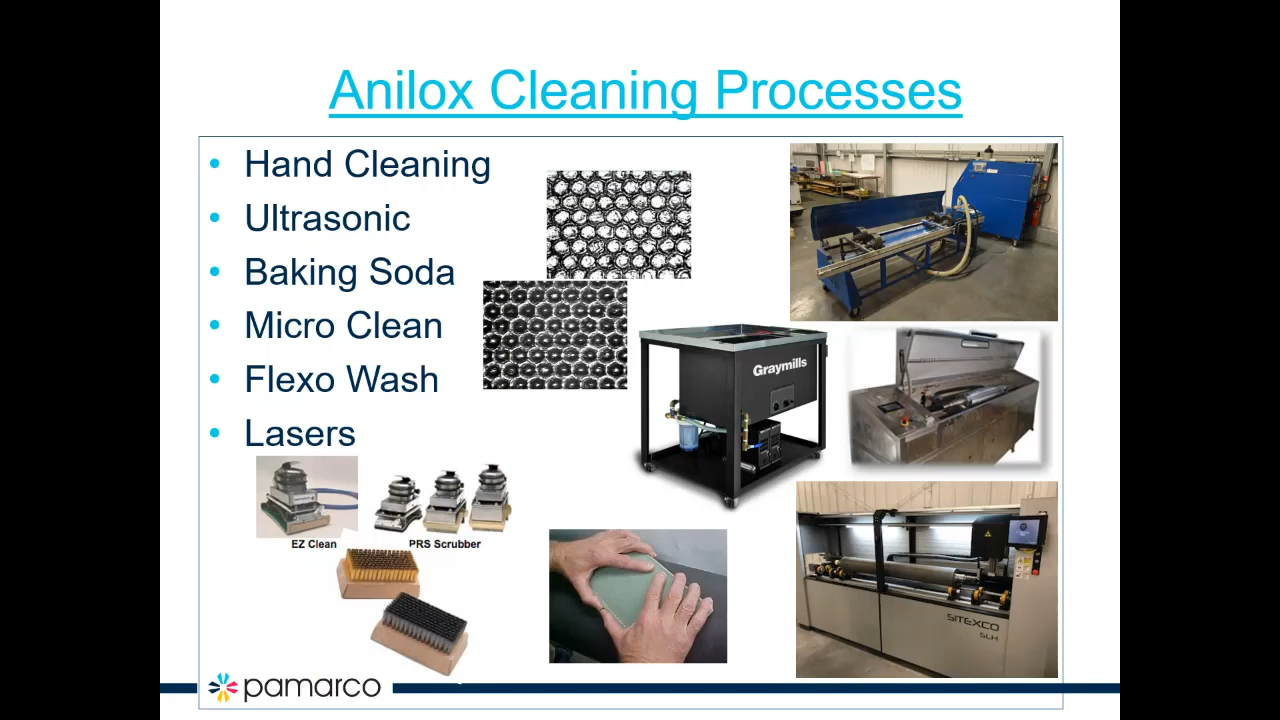 Anilox Cleaning Processes
• Hand Cleaning
• Ultrasonic
• Baking Soda
• Micro Clean
• Flexo Wash
• Lasers
Graymills
EZ Clean
PRS Scrubber
SITEXCO
SLH
pamarco